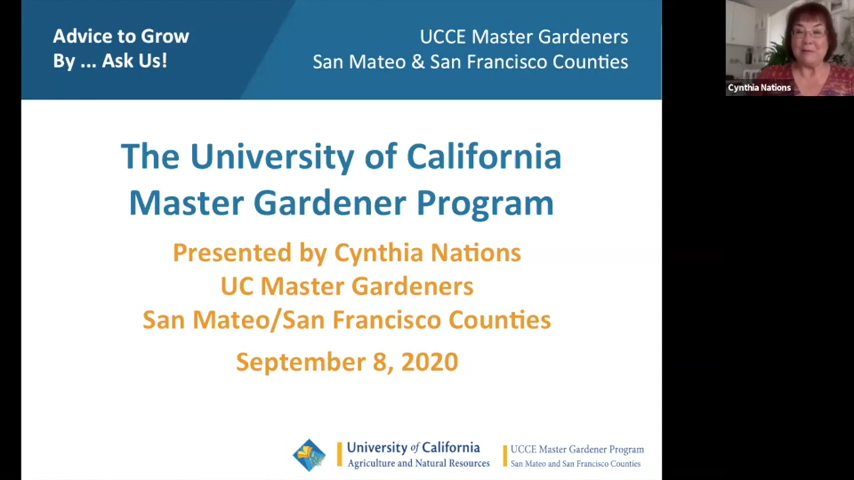 Advice to Grow
By ... Ask Us!
UCCE Master Gardeners
San Mateo & San Francisco Counties
Cynthia Nations
The University of California
Master Gardener Program
Presented by Cynthia Nations
UC Master Gardeners
San Mateo/San Francisco Counties
September 8, 2020
University of California
Agriculture and Natural Resources
UCCE Master Gardener Program
San Mateo and San Francisco Counties